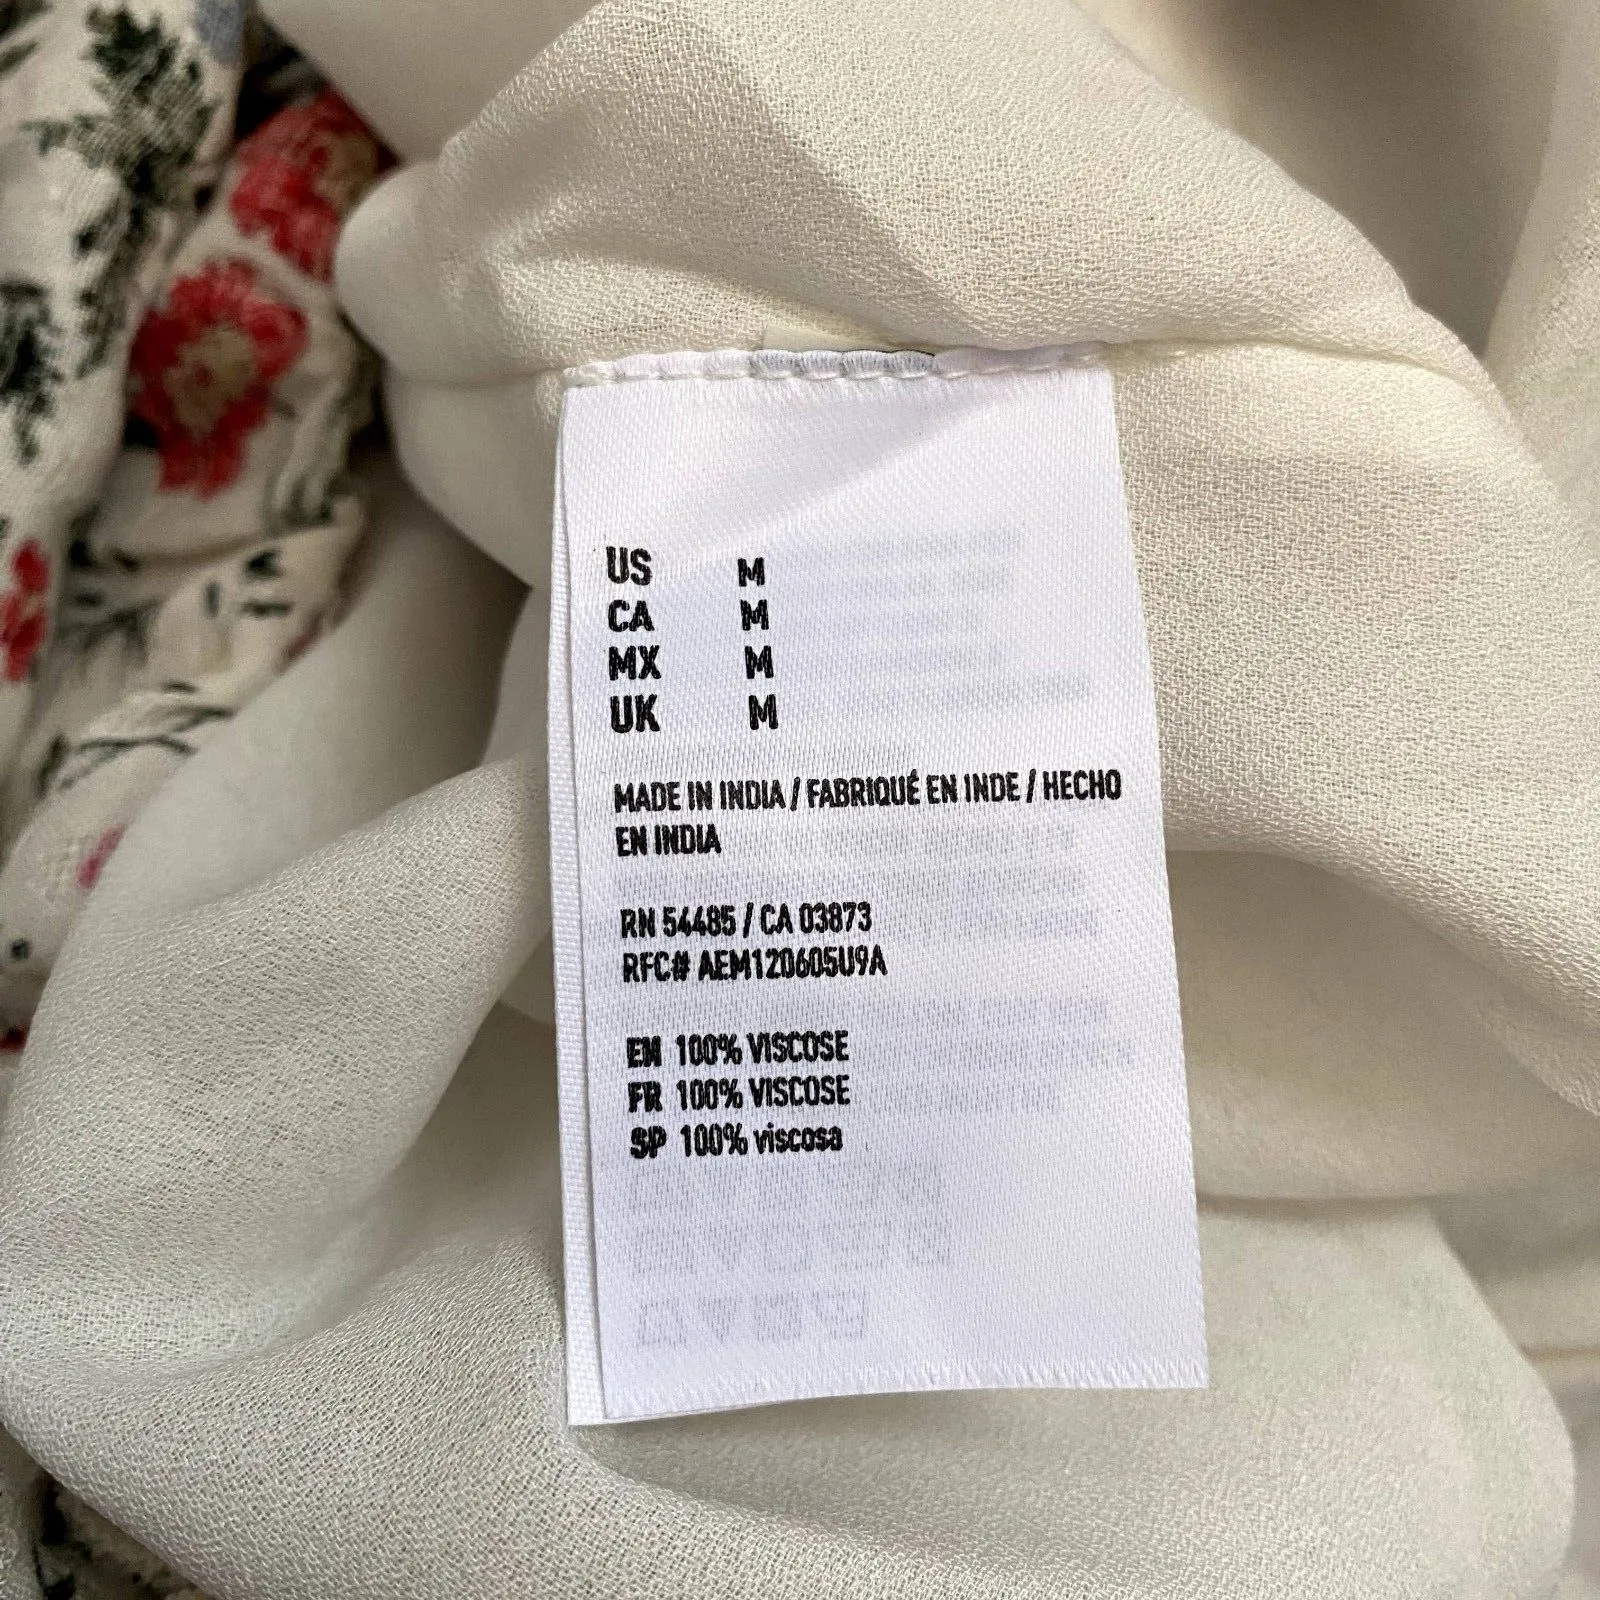 US M
CA M
MX M
UK M
MADE IN INDIA / FABRIQUÉ EN INDE / HECHO
EN INDIA
RN 54485 / CA 03873
RFC# AEM120605U9A
EN 100% VISCOSE
FR 100% VISCOSE
SP 100% viscosa